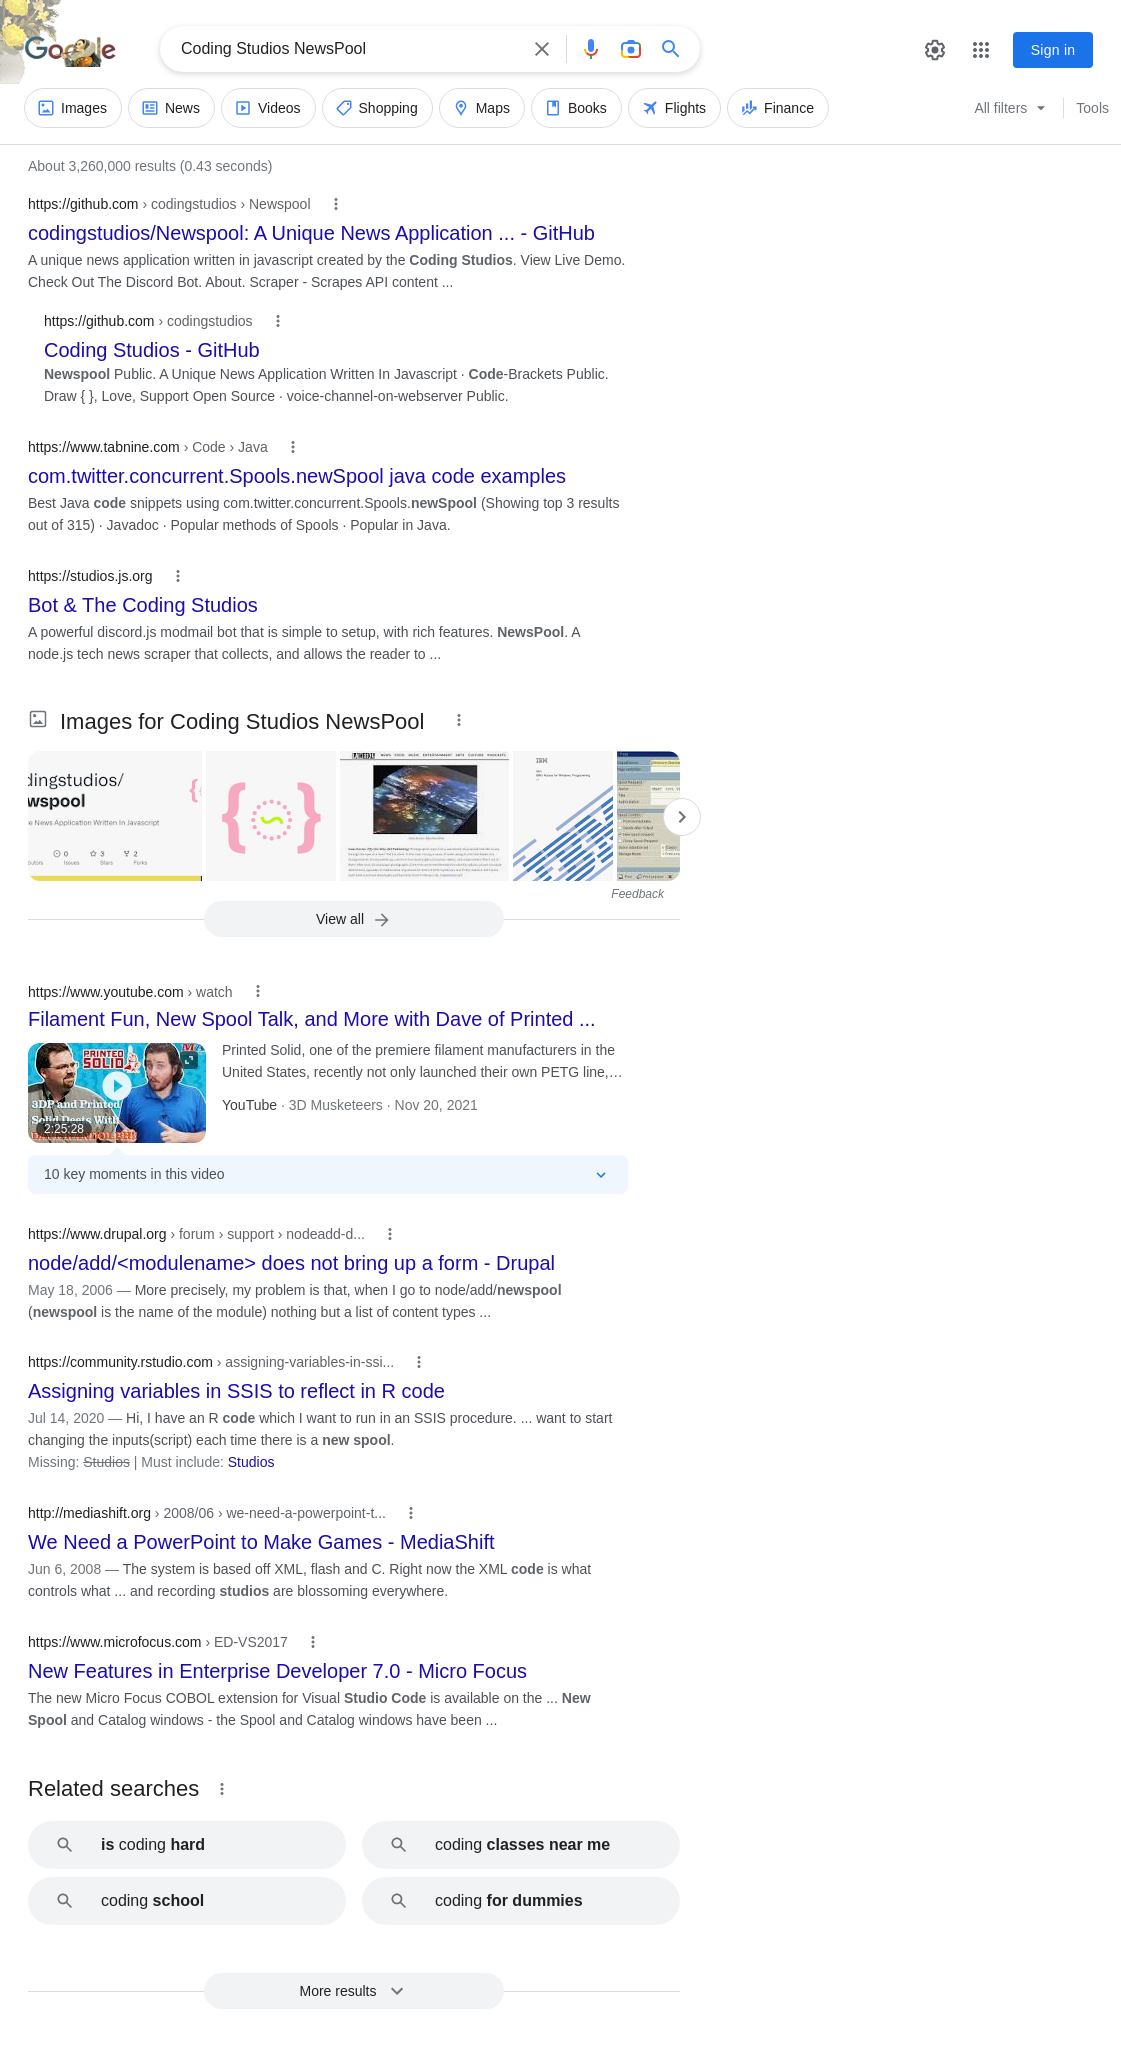 Google
Coding Studios NewsPool
Sign in
Images
News
Videos
Shopping
Maps
Books
Flights
Finance
All filters
Tools
About 3,260,000 results (0.43 seconds)
https://github.com › codingstudios › Newspool
codingstudios/Newspool: A Unique News Application ... - GitHub
A unique news application written in javascript created by the Coding Studios. View Live Demo.
Check Out The Discord Bot. About. Scraper - Scrapes API content ...
https://github.com › codingstudios
Coding Studios - GitHub
Newspool Public. A Unique News Application Written In Javascript · Code-Brackets Public.
Draw { }, Love, Support Open Source · voice-channel-on-webserver Public.
https://www.tabnine.com › Code › Java
com.twitter.concurrent.Spools.newSpool java code examples
Best Java code snippets using com.twitter.concurrent.Spools.newSpool (Showing top 3 results
out of 315) · Javadoc · Popular methods of Spools · Popular in Java.
https://studios.js.org
Bot & The Coding Studios
A powerful discord.js modmail bot that is simple to setup, with rich features. NewsPool. A
node.js tech news scraper that collects, and allows the reader to ...
Images for Coding Studios NewsPool
dingstudios/
wspool
e News Application Written In Javascript
0
3
2
Issues
Stars
Forks
IBM
Feedback
View all
https://www.youtube.com › watch
Filament Fun, New Spool Talk, and More with Dave of Printed ...
PRINTED
SOLID
3DP and Printed
Solid Deets With
2:25:28
Printed Solid, one of the premiere filament manufacturers in the
United States, recently not only launched their own PETG line,…
YouTube · 3D Musketeers · Nov 20, 2021
10 key moments in this video
https://www.drupal.org › forum › support › nodeadd-d...
node/add/<modulename> does not bring up a form - Drupal
May 18, 2006 — More precisely, my problem is that, when I go to node/add/newspool
(newspool is the name of the module) nothing but a list of content types ...
https://community.rstudio.com › assigning-variables-in-ssi...
Assigning variables in SSIS to reflect in R code
Jul 14, 2020 — Hi, I have an R code which I want to run in an SSIS procedure. ... want to start
changing the inputs(script) each time there is a new spool.
Missing: Studios | Must include: Studios
http://mediashift.org › 2008/06 › we-need-a-powerpoint-t...
We Need a PowerPoint to Make Games - MediaShift
Jun 6, 2008 — The system is based off XML, flash and C. Right now the XML code is what
controls what ... and recording studios are blossoming everywhere.
https://www.microfocus.com › ED-VS2017
New Features in Enterprise Developer 7.0 - Micro Focus
The new Micro Focus COBOL extension for Visual Studio Code is available on the ... New
Spool and Catalog windows - the Spool and Catalog windows have been ...
Related searches
is coding hard
coding classes near me
coding school
coding for dummies
More results